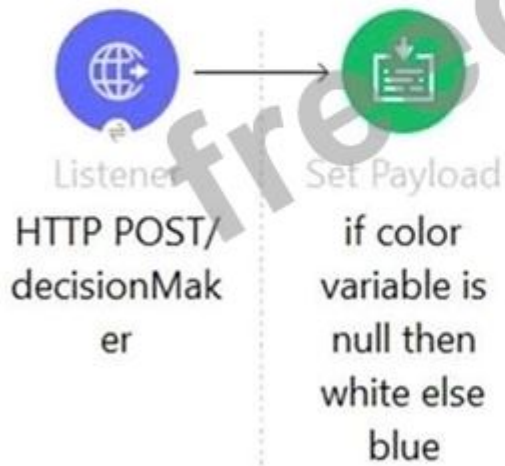 Listener
Set Payload
HTTP POST/
decisionMak
er
if color
variable is
null then
white else
blue